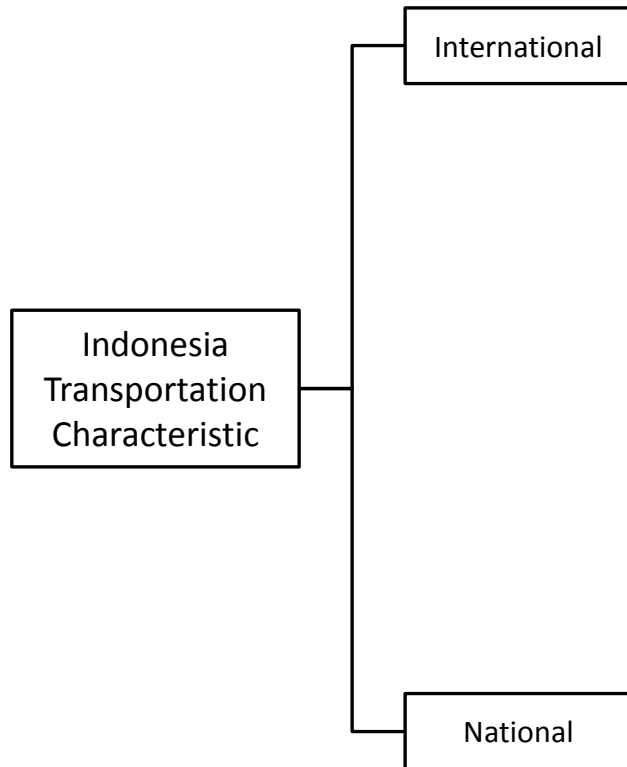 International
Indonesia
Transportation
Characteristic
National